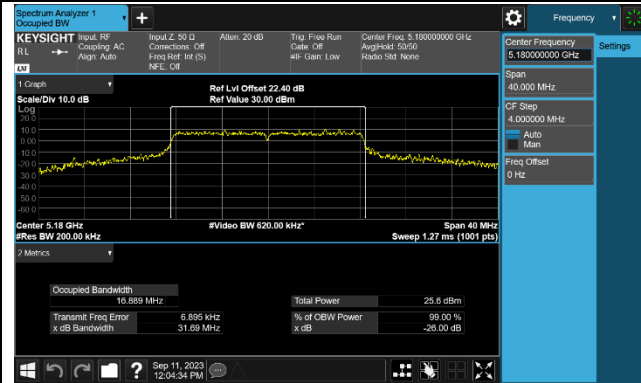 Spectrum Analyzer 1
Occupied BW
Frequency
KEYSIGHT
RL
LXI
Input: RF
Coupling: AC
Align: Auto
Input Z: 50 Ω
Corrections: Off
Freq Ref: Int (S)
NFE: Off
Atten: 20 dB
Trig: Free Run
Gate: Off
#IF Gain: Low
Center Freq: 5.180000000 GHz
Avg|Hold: 50/50
Radio Std: None
Center Frequency
5.180000000 GHz
Settings
Span
40.000 MHz
CF Step
4.000000 MHz
Auto
Man
Freq Offset
0 Hz
1 Graph
Scale/Div 10.0 dB
Ref Lvl Offset 22.40 dB
Ref Value 30.00 dBm
Log
20.0
10.0
0.00
-10.0
-20.0
-30.0
-40.0
-50.0
-60.0
Center 5.18 GHz
#Res BW 200.00 kHz
#Video BW 620.00 kHz*
Span 40 MHz
Sweep 1.27 ms (1001 pts)
2 Metrics
Occupied Bandwidth
16.889 MHz
Total Power 25.6 dBm
Transmit Freq Error 6.895 kHz
% of OBW Power 99.00 %
x dB Bandwidth 31.69 MHz
x dB -26.00 dB
?
Sep 11, 2023
12:04:34 PM